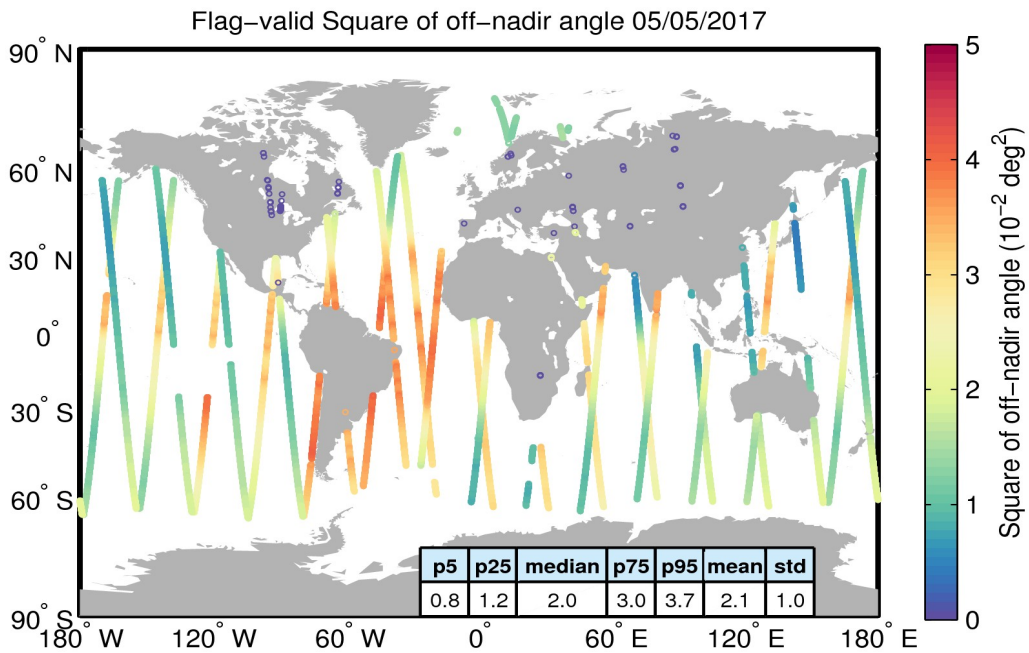 Flag−valid Square of off−nadir angle 05/05/2017
90° N
60° N
30° N
0°
30° S
60° S
90° S
180° W
120° W
60° W
0°
60° E
120° E
180° E
p5 p25 median p75 p95 mean std
0.8 1.2 2.0 3.0 3.7 2.1 1.0
5
4
3
2
1
0
Square of off−nadir angle (10⁻² deg²)